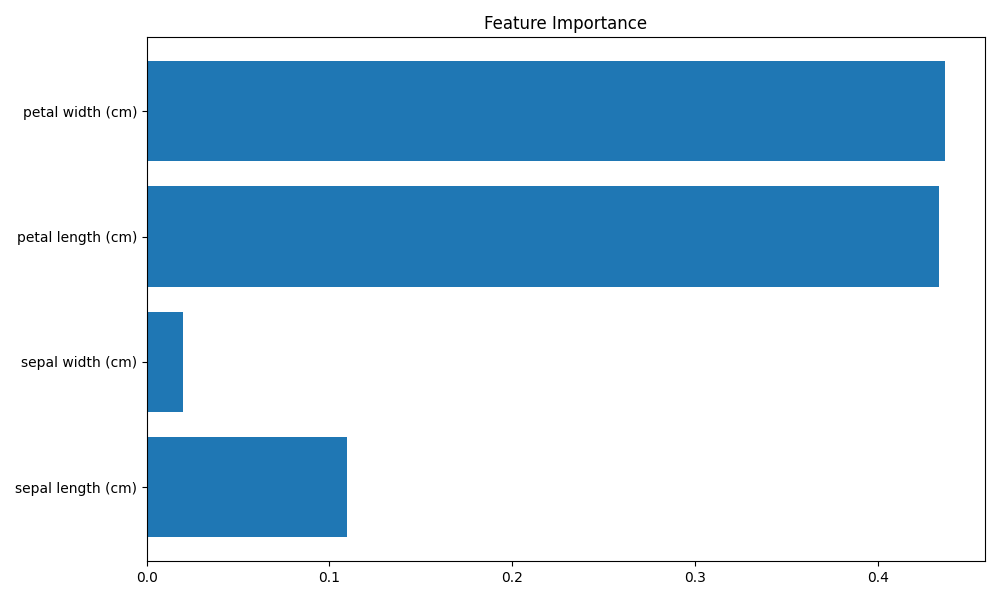 Feature Importance
petal width (cm)
petal length (cm)
sepal width (cm)
sepal length (cm)
0.0 0.1 0.2 0.3 0.4